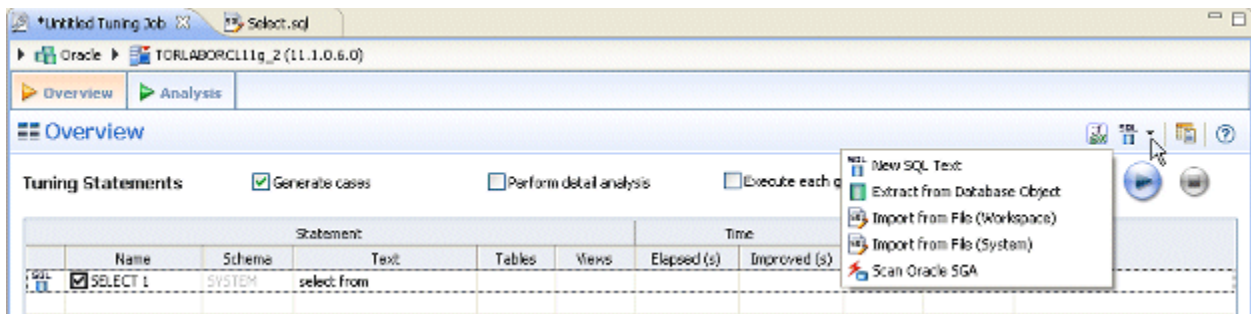 *Untitled Tuning Job Select.sql
Oracle TORLABORCL11g_2 (11.1.0.6.0)
Overview Analysis
Overview
Tuning Statements Generate cases Perform detail analysis Execute each g
New SQL Text
Extract from Database Object
Import from File (Workspace)
Import from File (System)
Scan Oracle SGA
Statement Time
Name Schema Text Tables Views Elapsed (s) Improved (s)
SQL SELECT 1 SYSTEM select from